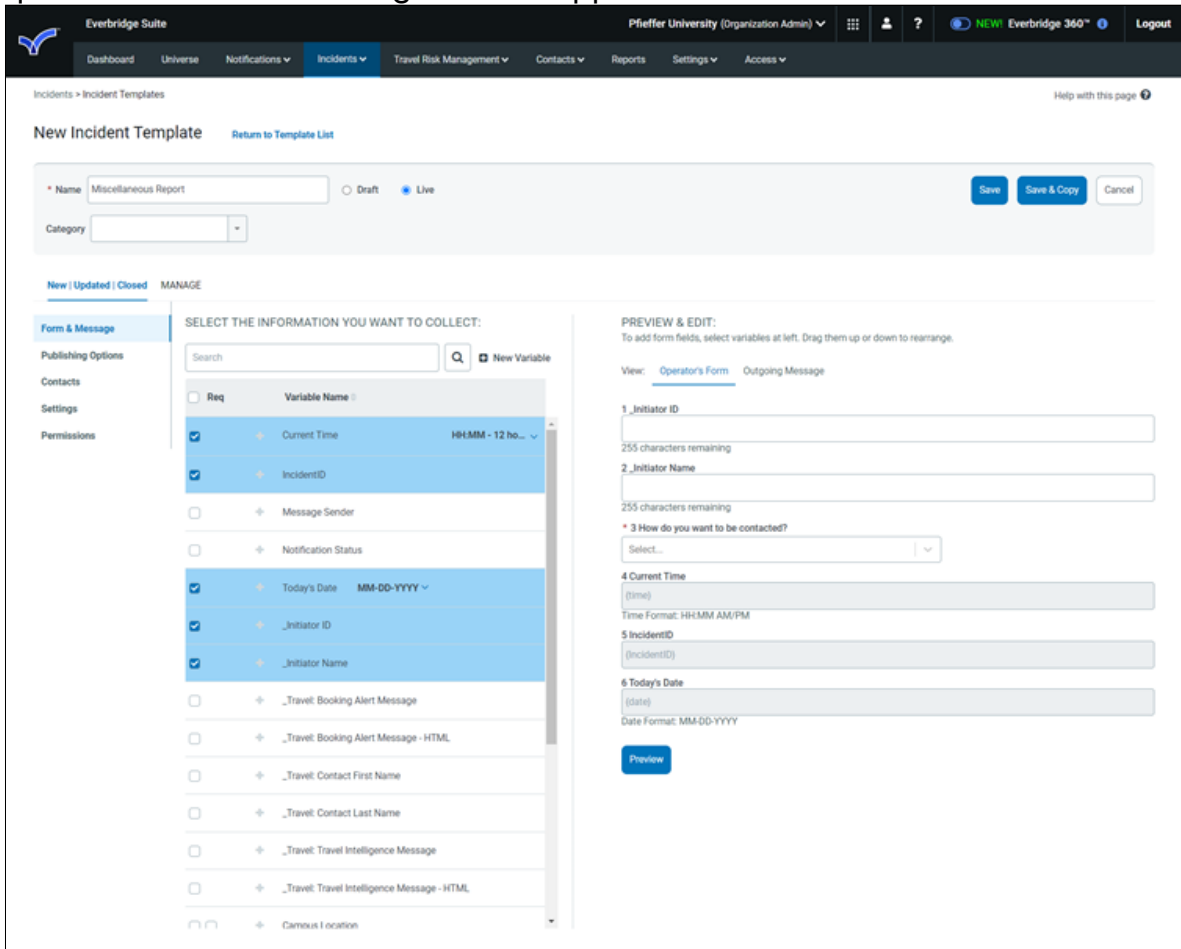 Everbridge Suite
Pfieffer University (Organization Admin)
?
NEW! Everbridge 360™
Logout
Dashboard Universe Notifications Incidents Travel Risk Management Contacts Reports Settings Access
Incidents > Incident Templates
Help with this page
New Incident Template Return to Template List
* Name Miscellaneous Report Draft Live Save Save & Copy Cancel
Category
New | Updated | Closed MANAGE
Form & Message
Publishing Options
Contacts
Settings
Permissions
SELECT THE INFORMATION YOU WANT TO COLLECT:
Search New Variable
Req Variable Name
Current Time HH:MM - 12 ho...
IncidentID
Message Sender
Notification Status
Today's Date MM-DD-YYYY
_Initiator ID
_Initiator Name
_Travel: Booking Alert Message
_Travel: Booking Alert Message - HTML
_Travel: Contact First Name
_Travel: Contact Last Name
_Travel: Travel Intelligence Message
_Travel: Travel Intelligence Message - HTML
Campus Location
PREVIEW & EDIT:
To add form fields, select variables at left. Drag them up or down to rearrange.
View: Operator's Form Outgoing Message
1 _Initiator ID
255 characters remaining
2 _Initiator Name
255 characters remaining
* 3 How do you want to be contacted?
Select...
4 Current Time
{time}
Time Format: HH:MM AM/PM
5 IncidentID
{IncidentID}
6 Today's Date
{date}
Date Format: MM-DD-YYYY
Preview